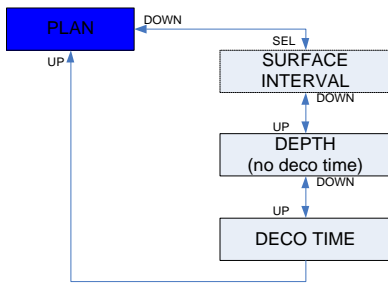 PLAN
DOWN
UP
SEL
SURFACE
INTERVAL
DOWN
UP
DEPTH
(no deco time)
DOWN
UP
DECO TIME